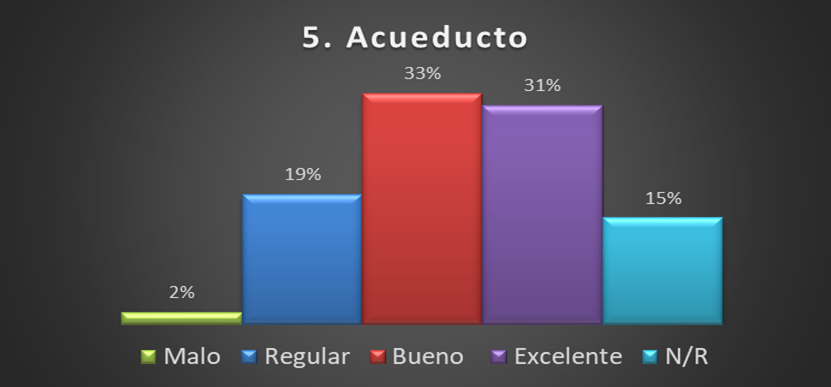 5. Acueducto
33%
31%
19%
15%
2%
Malo Regular Bueno Excelente N/R